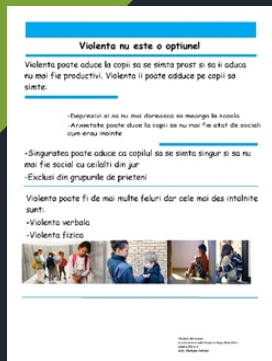 Violenta nu este o optiune!
Violenta poate aduce la copii sa se simta prost si sa ii aduca
nu mai fie productivi. Violenta ii poate adduce pe copii sa
simte:
-Depresivi si sa nu mai doreasca sa mearga la scoala
-Anxietate poate duce la copii sa nu mai fie atat de sociali
cum erau inainte
-Singuratea poate aduce ca copilul sa se simta singur si sa nu
mai fie social cu ceilalti din jur
-Exclusi din grupurile de prieteni
Violenta poate fi de mai multe feluri dar cele mai des intalnite
sunt:
-Violenta verbala
-Violenta fizica